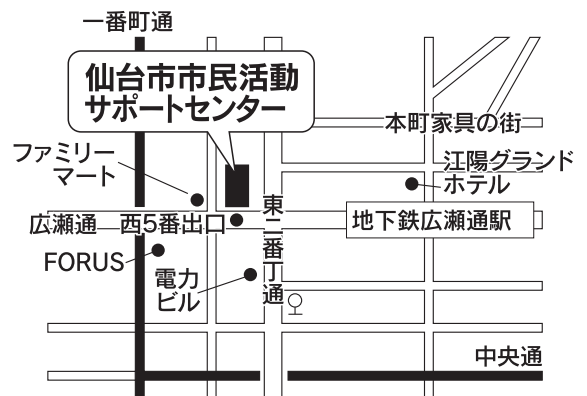 一番町通
仙台市市民活動
サポートセンター
本町家具の街
ファミリー
マート
江陽グランド
ホテル
広瀬通
西5番出口
東二番丁通
地下鉄広瀬通駅
FORUS
電力
ビル
中央通